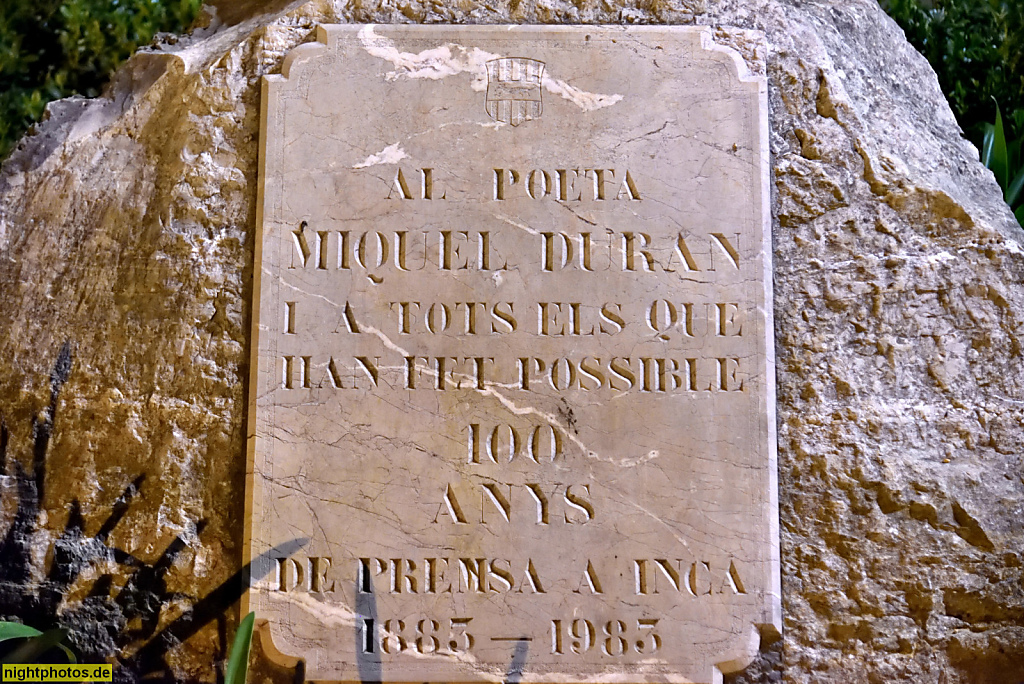 AL POETA
MIQUEL DURAN
I A TOTS ELS QUE
HAN FET POSSIBLE
100
ANYS
DE PREMSA A INCA
1883 — 1983
nightphotos.de